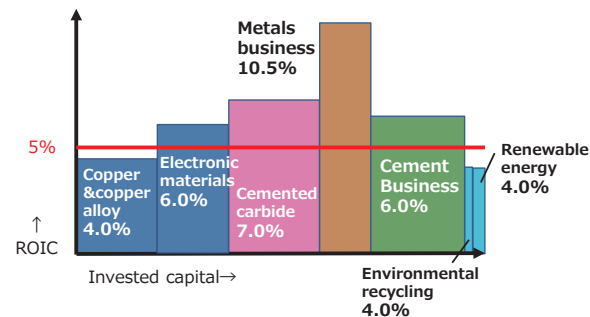 Metals
business
10.5%
5%
Copper
&copper
alloy
4.0%
Electronic
materials
6.0%
Cemented
carbide
7.0%
Cement
Business
6.0%
Renewable
energy
4.0%
↑
ROIC
Invested capital→
Environmental
recycling
4.0%